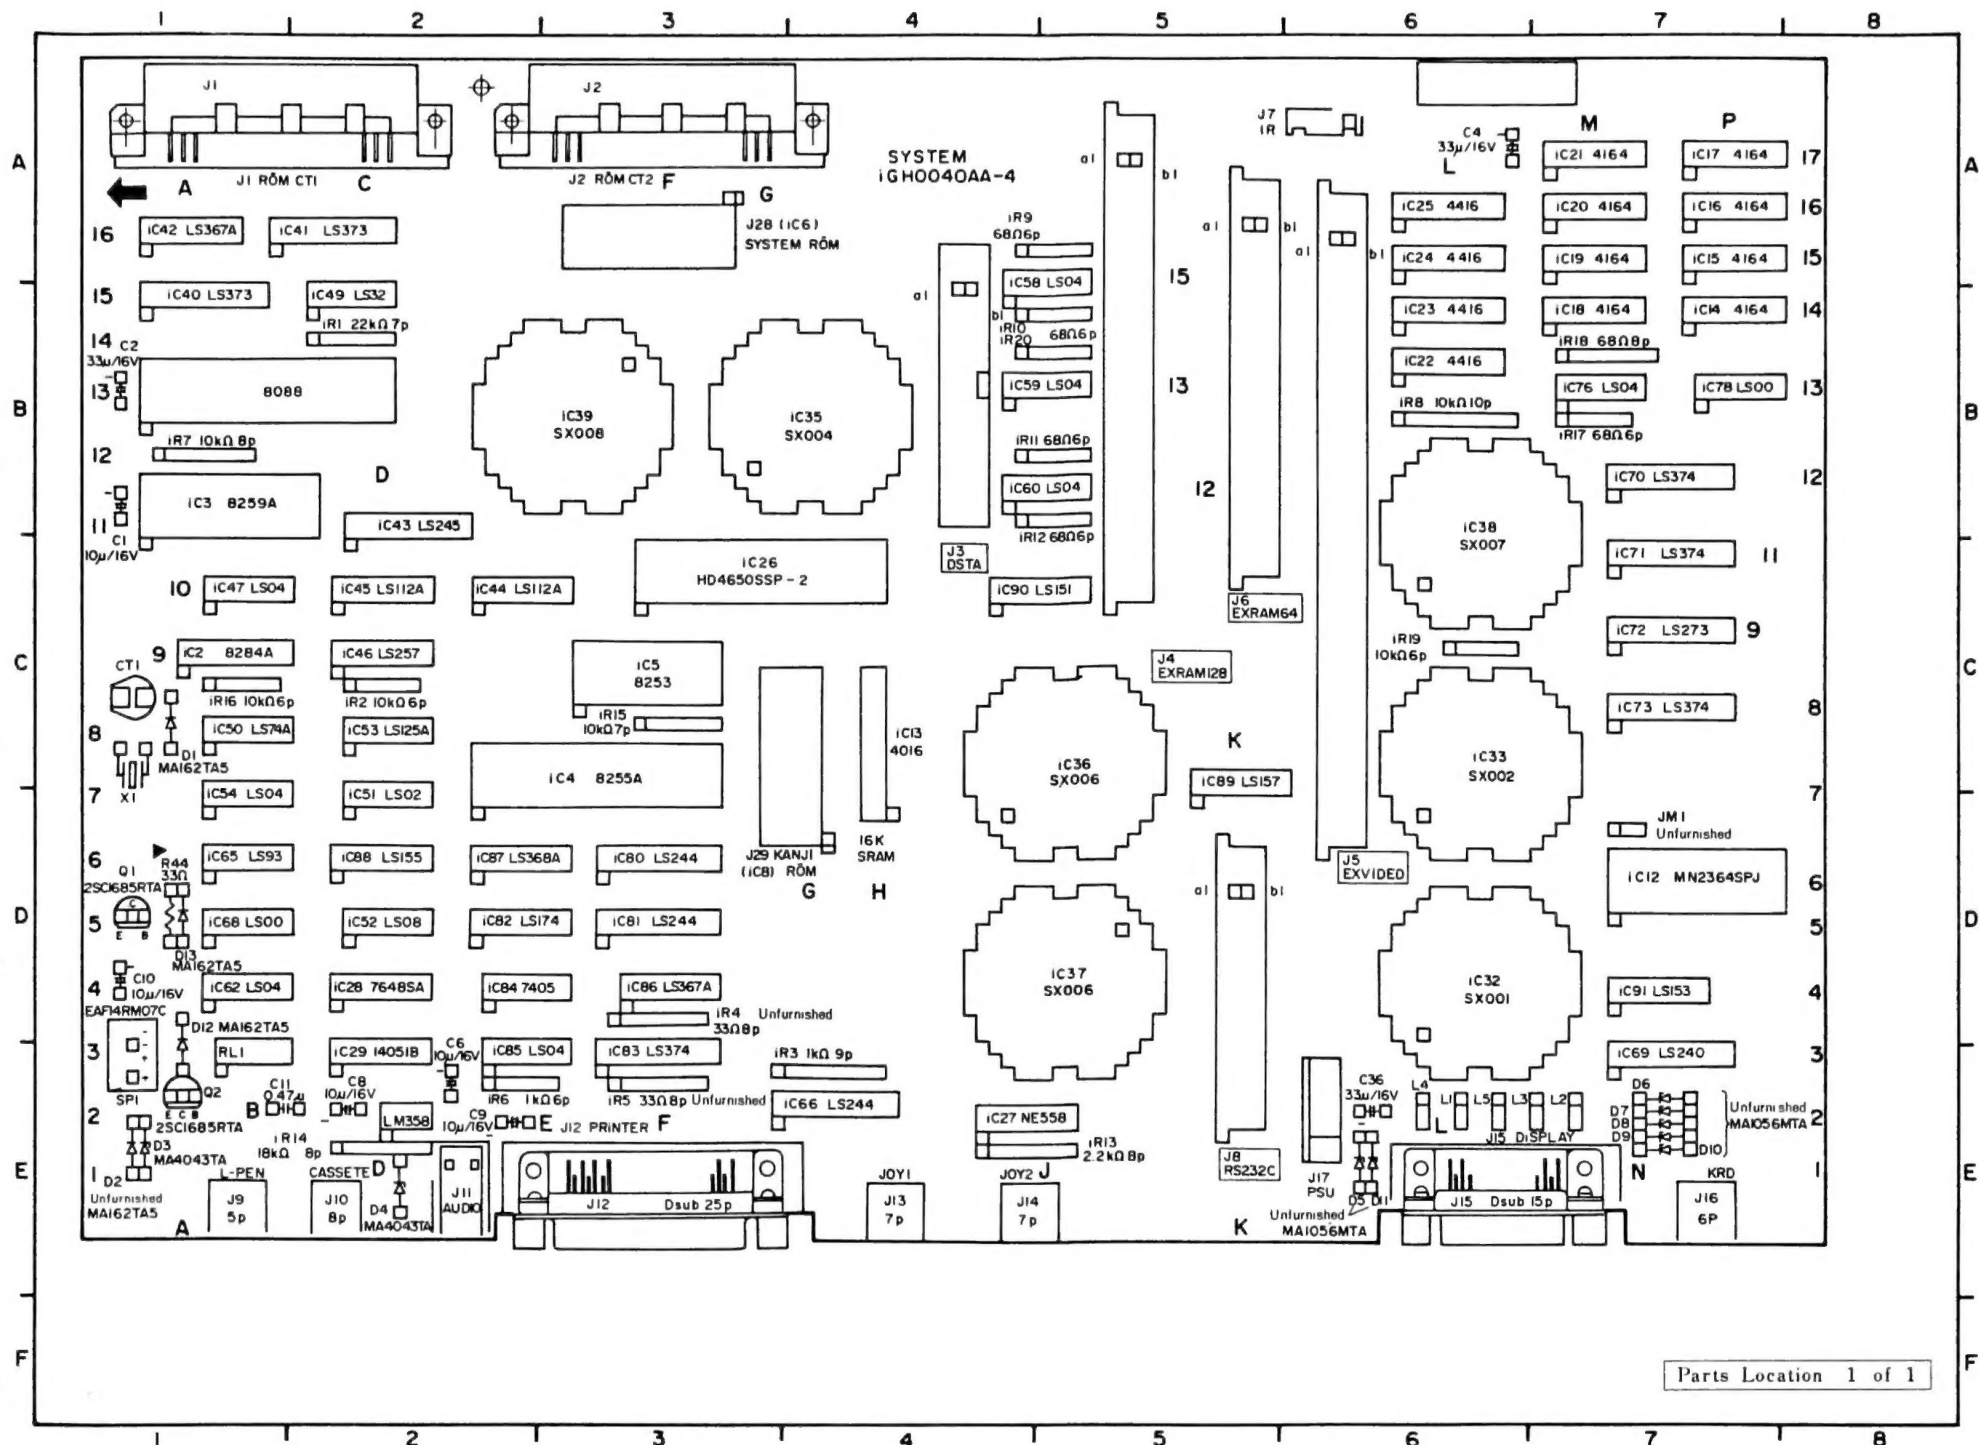 1 2 3 4 5 6 7 8
A
B
C
D
E
F
A
B
C
D
E
F
J1
J2
J1 RŌM CT1
J2 RŌM CT2
A C F G
SYSTEM
iGH0040AA-4
J28 (iC6)
SYSTEM RŌM
J7
IR
C4
33μ/16V
L
M P
a1 b1
a1 b1
a1 b1
a1 b1
iC21 4164
iC17 4164
17
iC25 4416
iC20 4164
iC16 4164
16
iC24 4416
iC19 4164
iC15 4164
15
iC23 4416
iC18 4164
iC14 4164
14
iR18 68Ω8p
iC22 4416
iC76 LS04
iC78 LS00
13
iR8 10kΩ10p
iR17 68Ω6p
16
iC42 LS367A
iC41 LS373
15
iC40 LS373
iC49 LS32
iR1 22kΩ7p
14
C2
33μ/16V
13
8088
iR7 10kΩ8p
12
D
iC3 8259A
11
C1
10μ/16V
iC43 LS245
iC39
SX008
iC35
SX004
iR9
68Ω6p
iC58 LS04
15
iR10
iR20
68Ω6p
iC59 LS04
13
iR11 68Ω6p
iC60 LS04
12
iR12 68Ω6p
J3
DSTA
iC26
HD4650SSP-2
iC90 LS151
J6
EXRAM64
J4
EXRAM128
iC38
SX007
iC70 LS374
12
iC71 LS374
11
iC72 LS273
9
iR19
10kΩ6p
iC73 LS374
8
10
iC47 LS04
iC45 LS112A
iC44 LS112A
9
iC2 8284A
iC46 LS257
CT1
iR16 10kΩ6p
iR2 10kΩ6p
iC5
8253
iR15
10kΩ7p
8
iC50 LS74A
iC53 LS125A
D1
MA162TA5
X1
7
iC54 LS04
iC51 LS02
iC4 8255A
iC13
4016
iC36
SX006
K
iC89 LS157
iC33
SX002
7
JM1
Unfurnished
6
iC65 LS93
iC88 LS155
iC87 LS368A
iC80 LS244
J29 KANJI
(iC8) RŌM
G
16K
SRAM
H
a1 b1
J5
EXVIDED
iC12 MN2364SPJ
6
5
Q1
2SC1685RTA
C
E B
R44
33Ω
5
iC68 LS00
iC52 LS08
iC82 LS174
iC81 LS244
D13
MA162TA5
4
C10
10μ/16V
iC62 LS04
iC28 7648SA
iC84 7405
iC86 LS367A
iR4
33Ω8p
Unfurnished
iC37
SX006
iC32
SX001
iC91 LS153
4
EAF14RM07C
D12 MA162TA5
3
RL1
iC29 14051B
C6
10μ/16V
iC85 LS04
iC83 LS374
iR3 1kΩ 9p
iC69 LS240
3
SP1
Q2
E C B
C11
0.47μ
B
C8
10μ/16V
iR6 1kΩ6p
iR5 33Ω8p Unfurnished
iC66 LS244
C36
33μ/16V
L4 L1 L5 L3 L2
L
D6
D7
D8
D9
D10
Unfurnished
MA1056MTA
2
2
2SC1685RTA
D3
MA4043TA
LM358
C9
10μ/16V
E
J12 PRiNTER
F
iC27 NE558
iR13
2.2kΩ8p
iR14
18kΩ 8p
1
D2
Unfurnished
MA162TA5
A
L-PEN
J9
5p
CASSETE
J10
8p
D
D4
MA4043TA
J11
AUDIO
J12 Dsub 25p
JOY1
J13
7p
JOY2
J
J14
7p
J8
RS232C
K
J17
PSU
D5 D11
Unfurnished
MA1056MTA
J15 DiSPLAY
J15 Dsub 15p
N
KRD
J16
6P
1
Parts Location 1 of 1
1 2 3 4 5 6 7 8